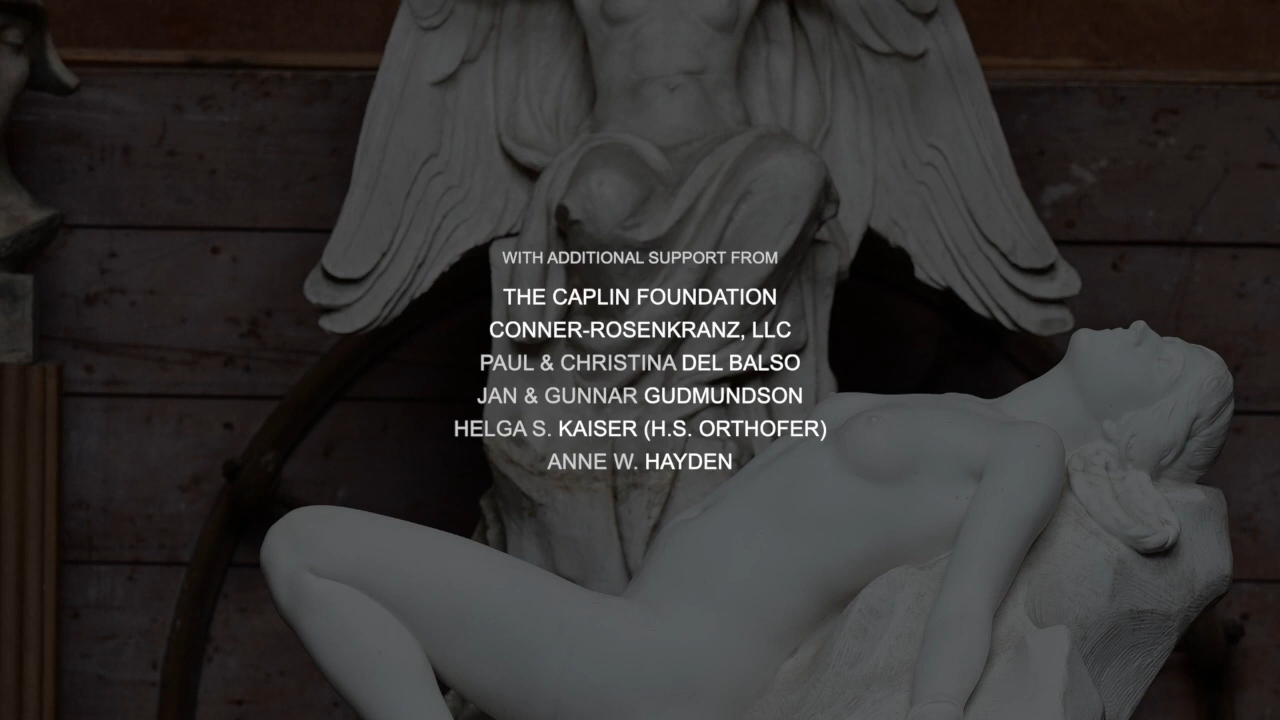 WITH ADDITIONAL SUPPORT FROM
THE CAPLIN FOUNDATION
CONNER-ROSENKRANZ, LLC
PAUL & CHRISTINA DEL BALSO
JAN & GUNNAR GUDMUNDSON
HELGA S. KAISER (H.S. ORTHOFER)
ANNE W. HAYDEN